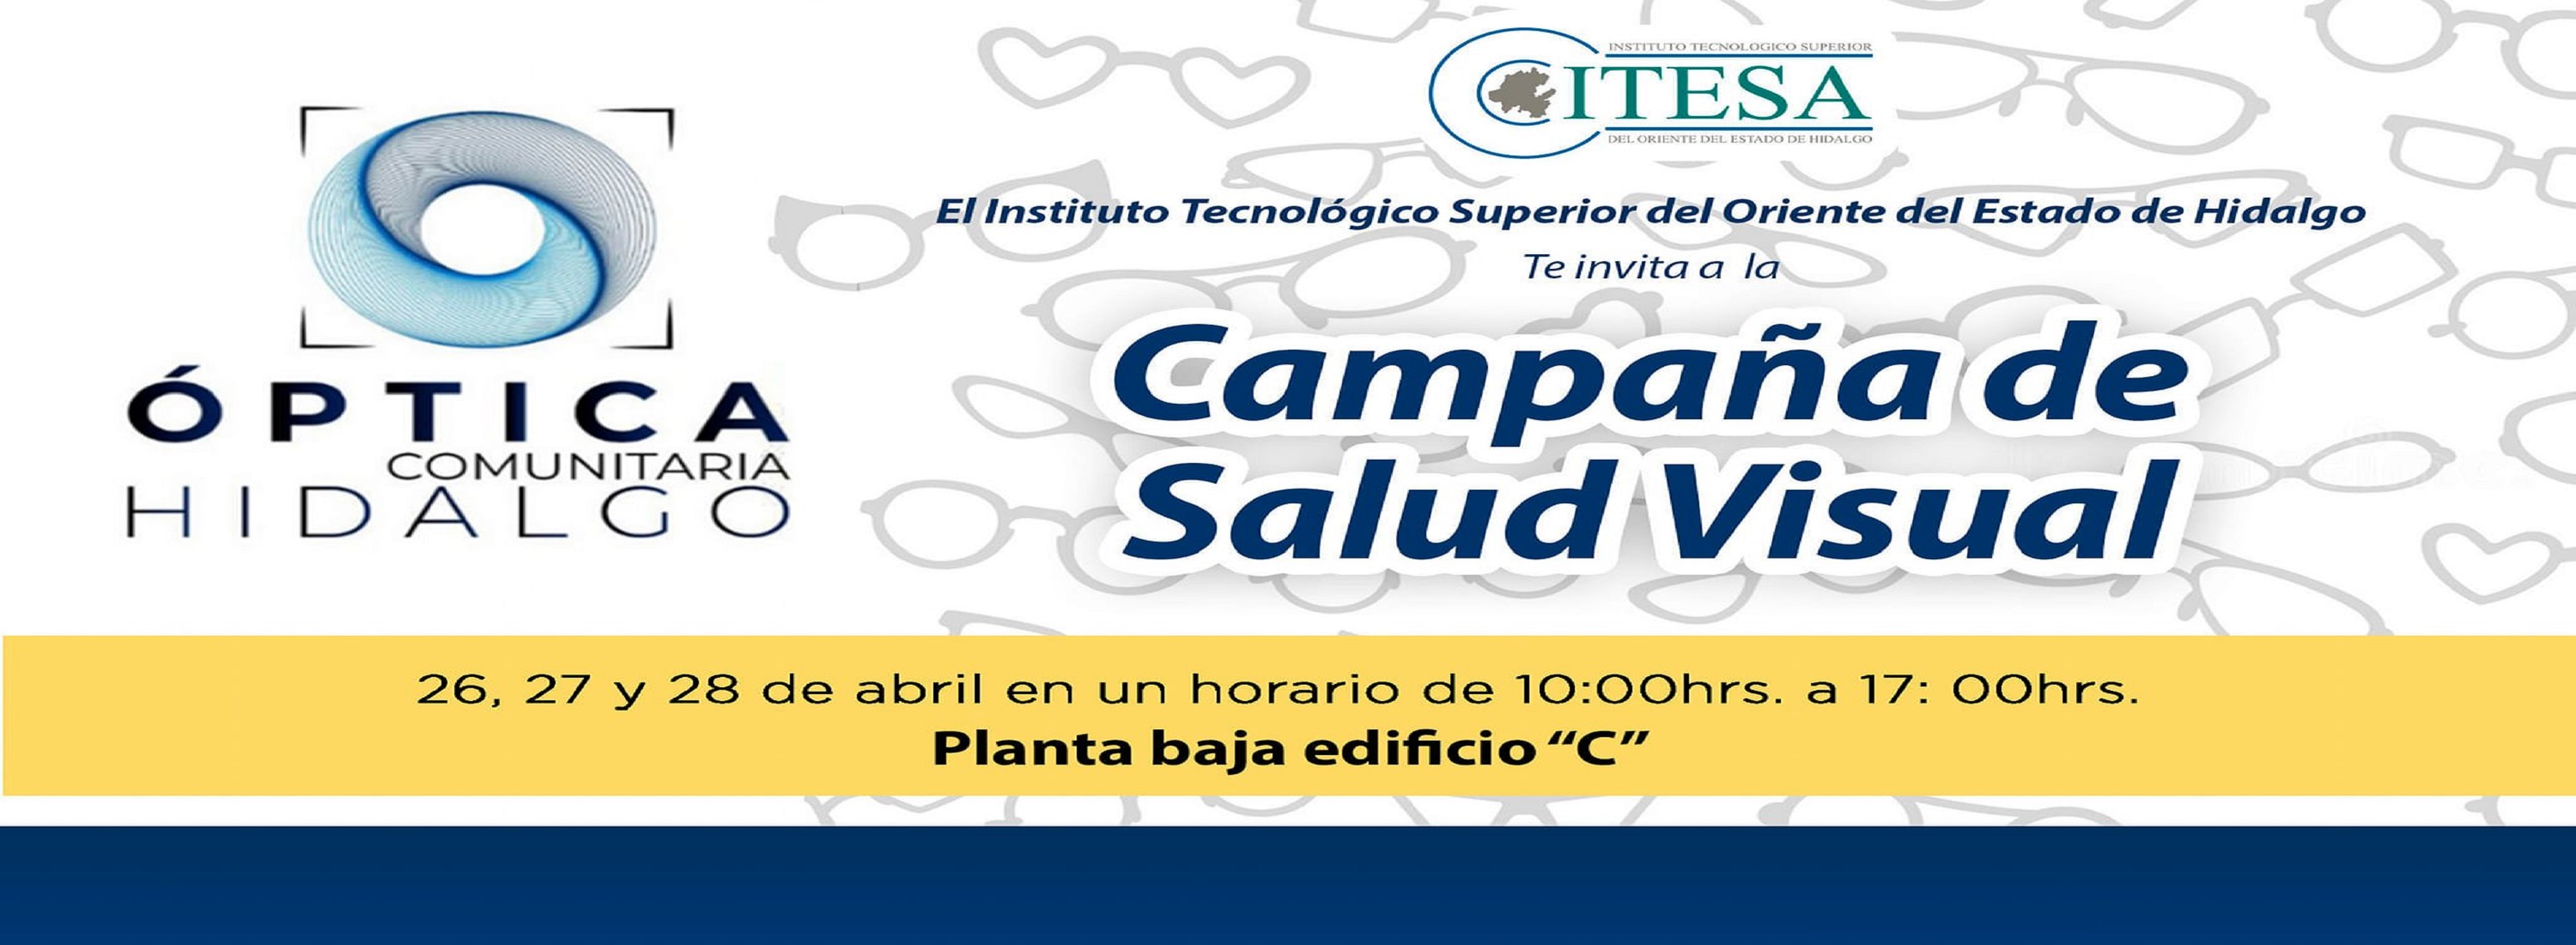 ÓPTICA
COMUNITARIA
HIDALGO
INSTITUTO TECNOLOGICO SUPERIOR
ITESA
DEL ORIENTE DEL ESTADO DE HIDALGO
El Instituto Tecnológico Superior del Oriente del Estado de Hidalgo
Te invita a la
Campaña de
Salud Visual
26, 27 y 28 de abril en un horario de 10:00hrs. a 17: 00hrs.
Planta baja edificio “C”